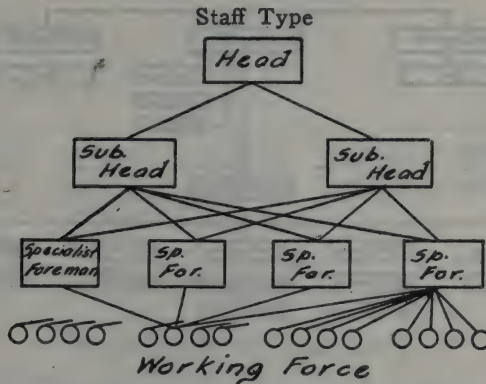 Staff Type
Head
Sub. Head
Sub. Head
Specialist Foreman
Sp. For.
Sp. For.
Sp. For.
Working Force